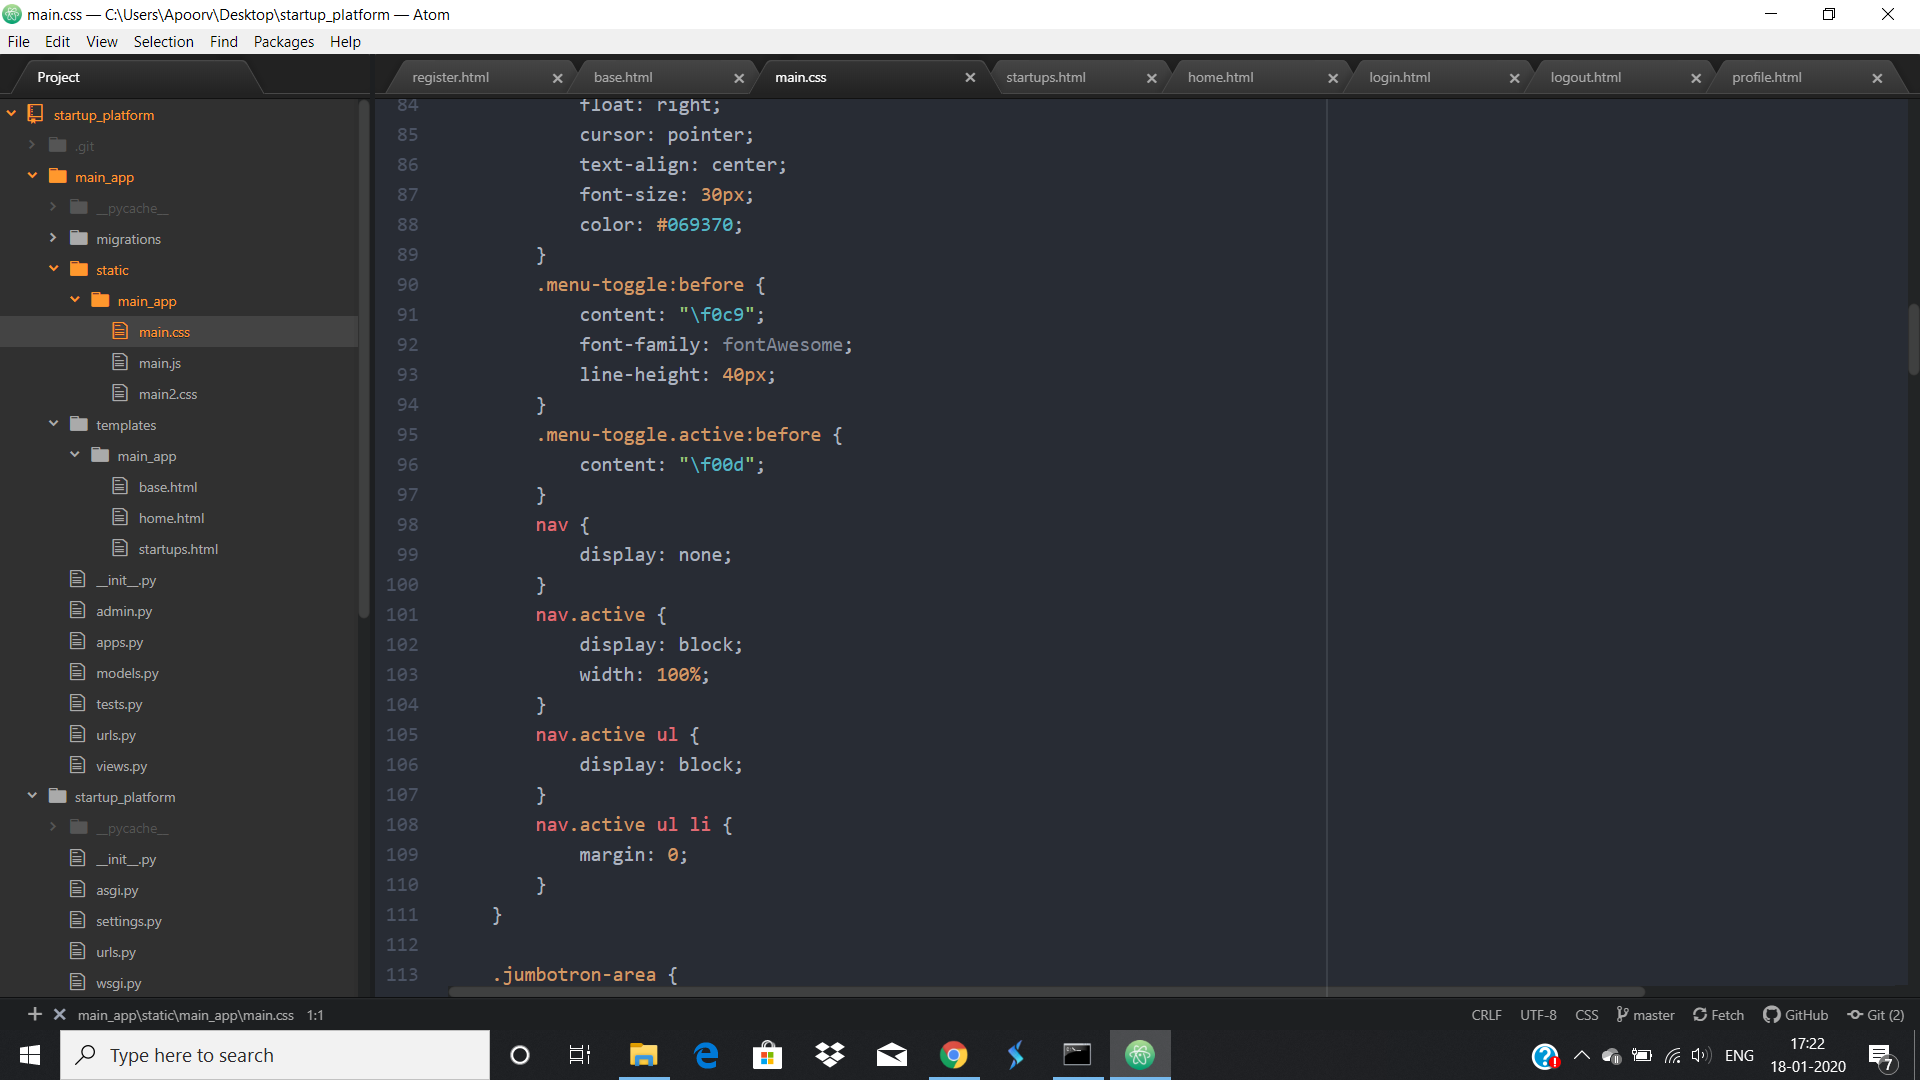 main.css — C:\Users\Apoorv\Desktop\startup_platform — Atom
File Edit View Selection Find Packages Help
Project
startup_platform
.git
main_app
__pycache__
migrations
static
main_app
main.css
main.js
main2.css
templates
main_app
base.html
home.html
startups.html
__init__.py
admin.py
apps.py
models.py
tests.py
urls.py
views.py
startup_platform
__pycache__
__init__.py
asgi.py
settings.py
urls.py
wsgi.py
register.html base.html main.css startups.html home.html login.html logout.html profile.html
84 float: right;
85 cursor: pointer;
86 text-align: center;
87 font-size: 30px;
88 color: #069370;
89 }
90 .menu-toggle:before {
91 content: "\f0c9";
92 font-family: fontAwesome;
93 line-height: 40px;
94 }
95 .menu-toggle.active:before {
96 content: "\f00d";
97 }
98 nav {
99 display: none;
100 }
101 nav.active {
102 display: block;
103 width: 100%;
104 }
105 nav.active ul {
106 display: block;
107 }
108 nav.active ul li {
109 margin: 0;
110 }
111 }
112
113 .jumbotron-area {
main_app\static\main_app\main.css 1:1 CRLF UTF-8 CSS master Fetch GitHub Git (2)
Type here to search
ENG
17:22
18-01-2020
7